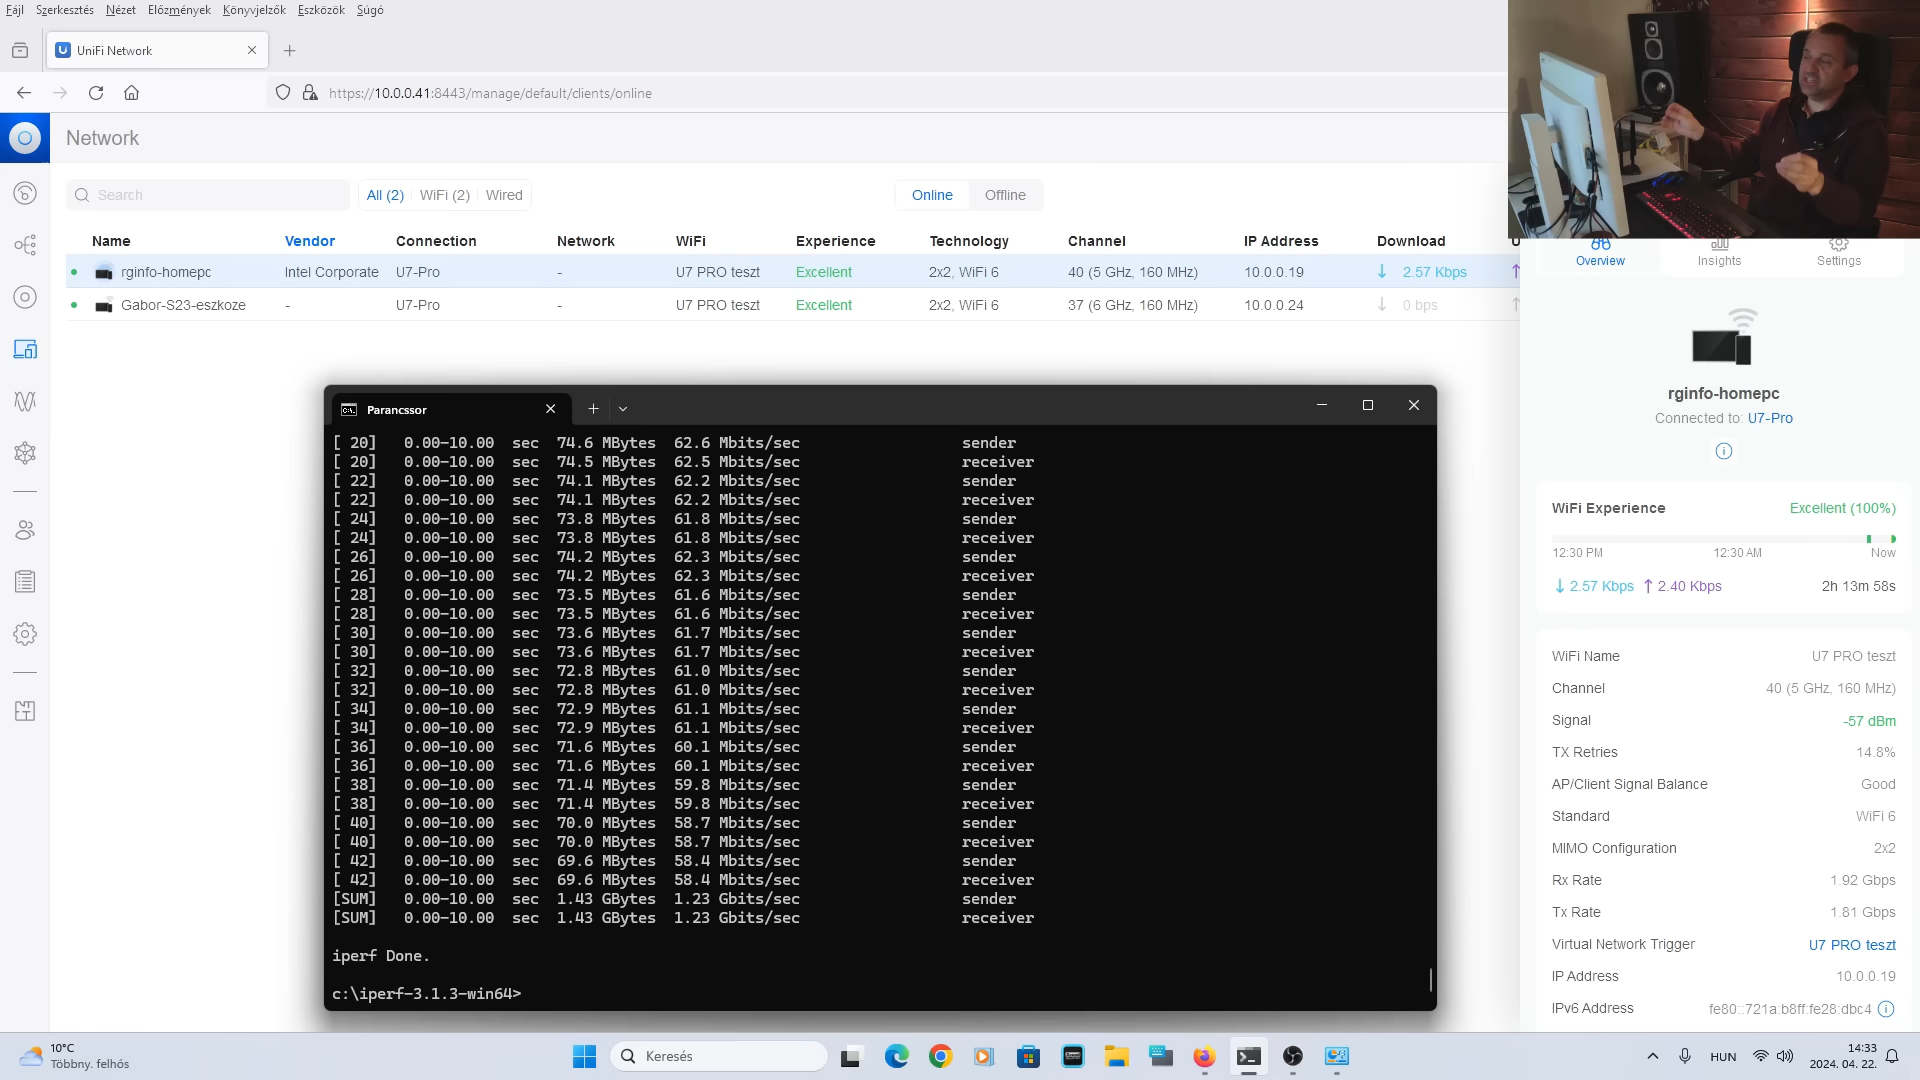 Fájl Szerkesztés Nézet Előzmények Könyvjelzők Eszközök Súgó
UniFi Network
https://10.0.0.41:8443/manage/default/clients/online
Network
Search All (2) WiFi (2) Wired Online Offline
Name Vendor Connection Network WiFi Experience Technology Channel IP Address Download
rginfo-homepc Intel Corporate U7-Pro - U7 PRO teszt Excellent 2x2, WiFi 6 40 (5 GHz, 160 MHz) 10.0.0.19 2.57 Kbps
Gabor-S23-eszkoze - U7-Pro - U7 PRO teszt Excellent 2x2, WiFi 6 37 (6 GHz, 160 MHz) 10.0.0.24 0 bps
Parancssor
[ 20] 0.00-10.00 sec 74.6 MBytes 62.6 Mbits/sec sender
[ 20] 0.00-10.00 sec 74.5 MBytes 62.5 Mbits/sec receiver
[ 22] 0.00-10.00 sec 74.1 MBytes 62.2 Mbits/sec sender
[ 22] 0.00-10.00 sec 74.1 MBytes 62.2 Mbits/sec receiver
[ 24] 0.00-10.00 sec 73.8 MBytes 61.8 Mbits/sec sender
[ 24] 0.00-10.00 sec 73.8 MBytes 61.8 Mbits/sec receiver
[ 26] 0.00-10.00 sec 74.2 MBytes 62.3 Mbits/sec sender
[ 26] 0.00-10.00 sec 74.2 MBytes 62.3 Mbits/sec receiver
[ 28] 0.00-10.00 sec 73.5 MBytes 61.6 Mbits/sec sender
[ 28] 0.00-10.00 sec 73.5 MBytes 61.6 Mbits/sec receiver
[ 30] 0.00-10.00 sec 73.6 MBytes 61.7 Mbits/sec sender
[ 30] 0.00-10.00 sec 73.6 MBytes 61.7 Mbits/sec receiver
[ 32] 0.00-10.00 sec 72.8 MBytes 61.0 Mbits/sec sender
[ 32] 0.00-10.00 sec 72.8 MBytes 61.0 Mbits/sec receiver
[ 34] 0.00-10.00 sec 72.9 MBytes 61.1 Mbits/sec sender
[ 34] 0.00-10.00 sec 72.9 MBytes 61.1 Mbits/sec receiver
[ 36] 0.00-10.00 sec 71.6 MBytes 60.1 Mbits/sec sender
[ 36] 0.00-10.00 sec 71.6 MBytes 60.1 Mbits/sec receiver
[ 38] 0.00-10.00 sec 71.4 MBytes 59.8 Mbits/sec sender
[ 38] 0.00-10.00 sec 71.4 MBytes 59.8 Mbits/sec receiver
[ 40] 0.00-10.00 sec 70.0 MBytes 58.7 Mbits/sec sender
[ 40] 0.00-10.00 sec 70.0 MBytes 58.7 Mbits/sec receiver
[ 42] 0.00-10.00 sec 69.6 MBytes 58.4 Mbits/sec sender
[ 42] 0.00-10.00 sec 69.6 MBytes 58.4 Mbits/sec receiver
[SUM] 0.00-10.00 sec 1.43 GBytes 1.23 Gbits/sec sender
[SUM] 0.00-10.00 sec 1.43 GBytes 1.23 Gbits/sec receiver
iperf Done.
c:\iperf-3.1.3-win64>
Overview Insights Settings
rginfo-homepc
Connected to: U7-Pro
WiFi Experience Excellent (100%)
12:30 PM 12:30 AM Now
2.57 Kbps 2.40 Kbps 2h 13m 58s
WiFi Name U7 PRO teszt
Channel 40 (5 GHz, 160 MHz)
Signal -57 dBm
TX Retries 14.8%
AP/Client Signal Balance Good
Standard WiFi 6
MIMO Configuration 2x2
Rx Rate 1.92 Gbps
Tx Rate 1.81 Gbps
Virtual Network Trigger U7 PRO teszt
IP Address 10.0.0.19
IPv6 Address fe80::721a:b8ff:fe28:dbc4
10°C
Többny. felhős
Keresés
HUN
14:33
2024. 04. 22.